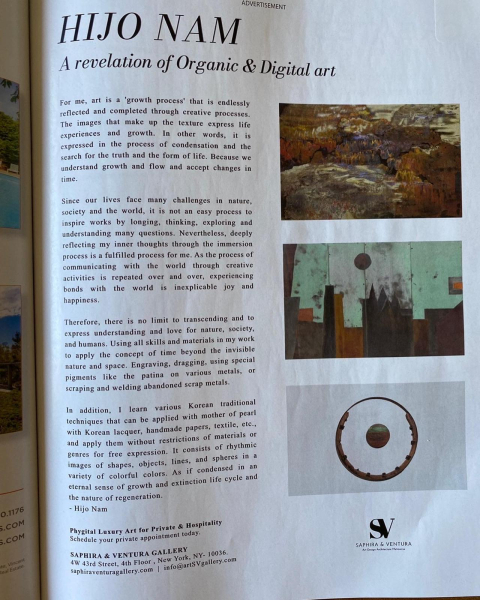 ADVERTISEMENT
HIJO NAM
A revelation of Organic & Digital art
For me, art is a 'growth process' that is endlessly
reflected and completed through creative processes.
The images that make up the texture express life
experiences and growth. In other words, it is
expressed in the process of condensation and the
search for the truth and the form of life. Because we
understand growth and flow and accept changes in
time.
Since our lives face many challenges in nature,
society and the world, it is not an easy process to
inspire works by longing, thinking, exploring and
understanding many questions. Nevertheless, deeply
reflecting my inner thoughts through the immersion
process is a fulfilled process for me. As the process of
communicating with the world through creative
activities is repeated over and over, experiencing
bonds with the world is inexplicable joy and
happiness.
Therefore, there is no limit to transcending and to
express understanding and love for nature, society,
and humans. Using all skills and materials in my work
to apply the concept of time beyond the invisible
nature and space. Engraving, dragging, using special
pigments like the patina on various metals, or
scraping and welding abandoned scrap metals.
In addition, I learn various Korean traditional
techniques that can be applied with mother of pearl
with Korean lacquer, handmade papers, textile, etc.,
and apply them without restrictions of materials or
genres for free expression. It consists of rhythmic
images of shapes, objects, lines, and spheres in a
variety of colorful colors. As if condensed in an
eternal sense of growth and extinction life cycle and
the nature of regeneration.
- Hijo Nam
Phygital Luxury Art for Private & Hospitality
Schedule your private appointment today.
SAPHIRA & VENTURA GALLERY
4W 43rd Street, 4th Floor , New York, NY- 10036.
saphiraventuragallery.com | info@artSVgallery.com
SV
SAPHIRA & VENTURA
0.1176
S.COM
S.COM